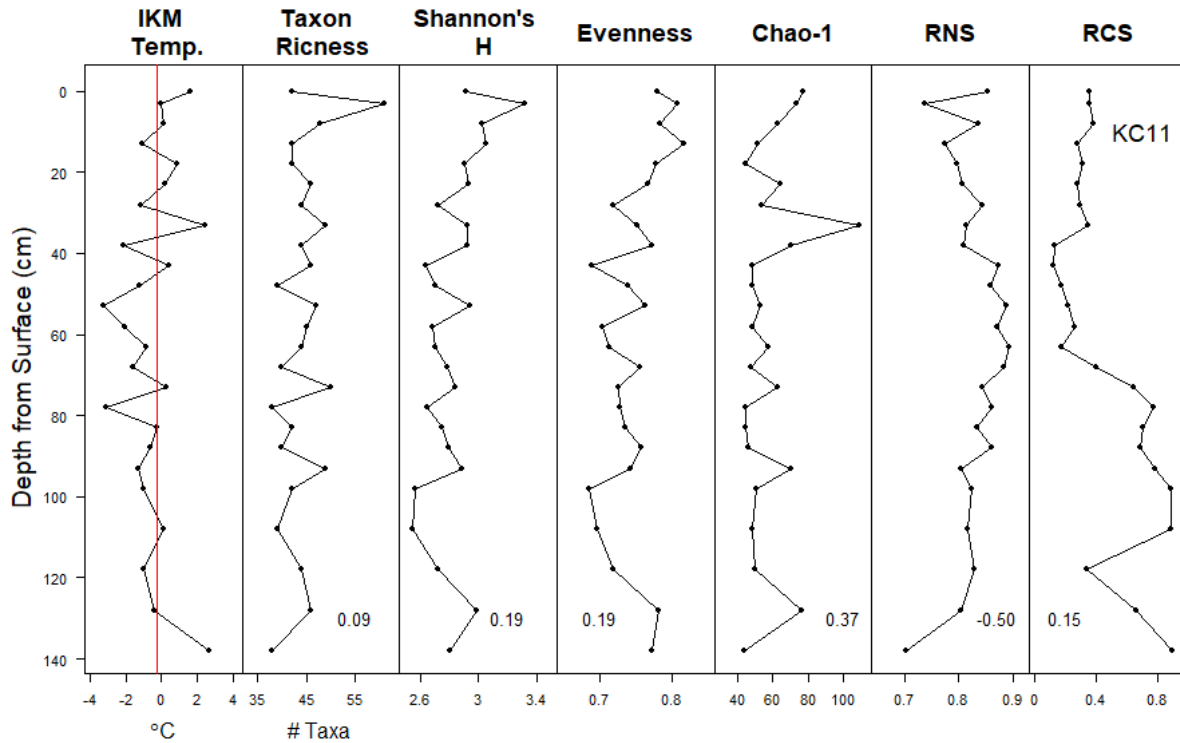 IKM Temp.
Taxon Ricness
Shannon's H
Evenness
Chao-1
RNS
RCS
Depth from Surface (cm)
0
20
40
60
80
100
120
140
KC11
0.09
0.19
0.19
0.37
-0.50
0.15
-4 -2 0 2 4
35 45 55
2.6 3 3.4
0.7 0.8
40 60 80 100
0.7 0.8 0.9
0 0.4 0.8
°C
# Taxa